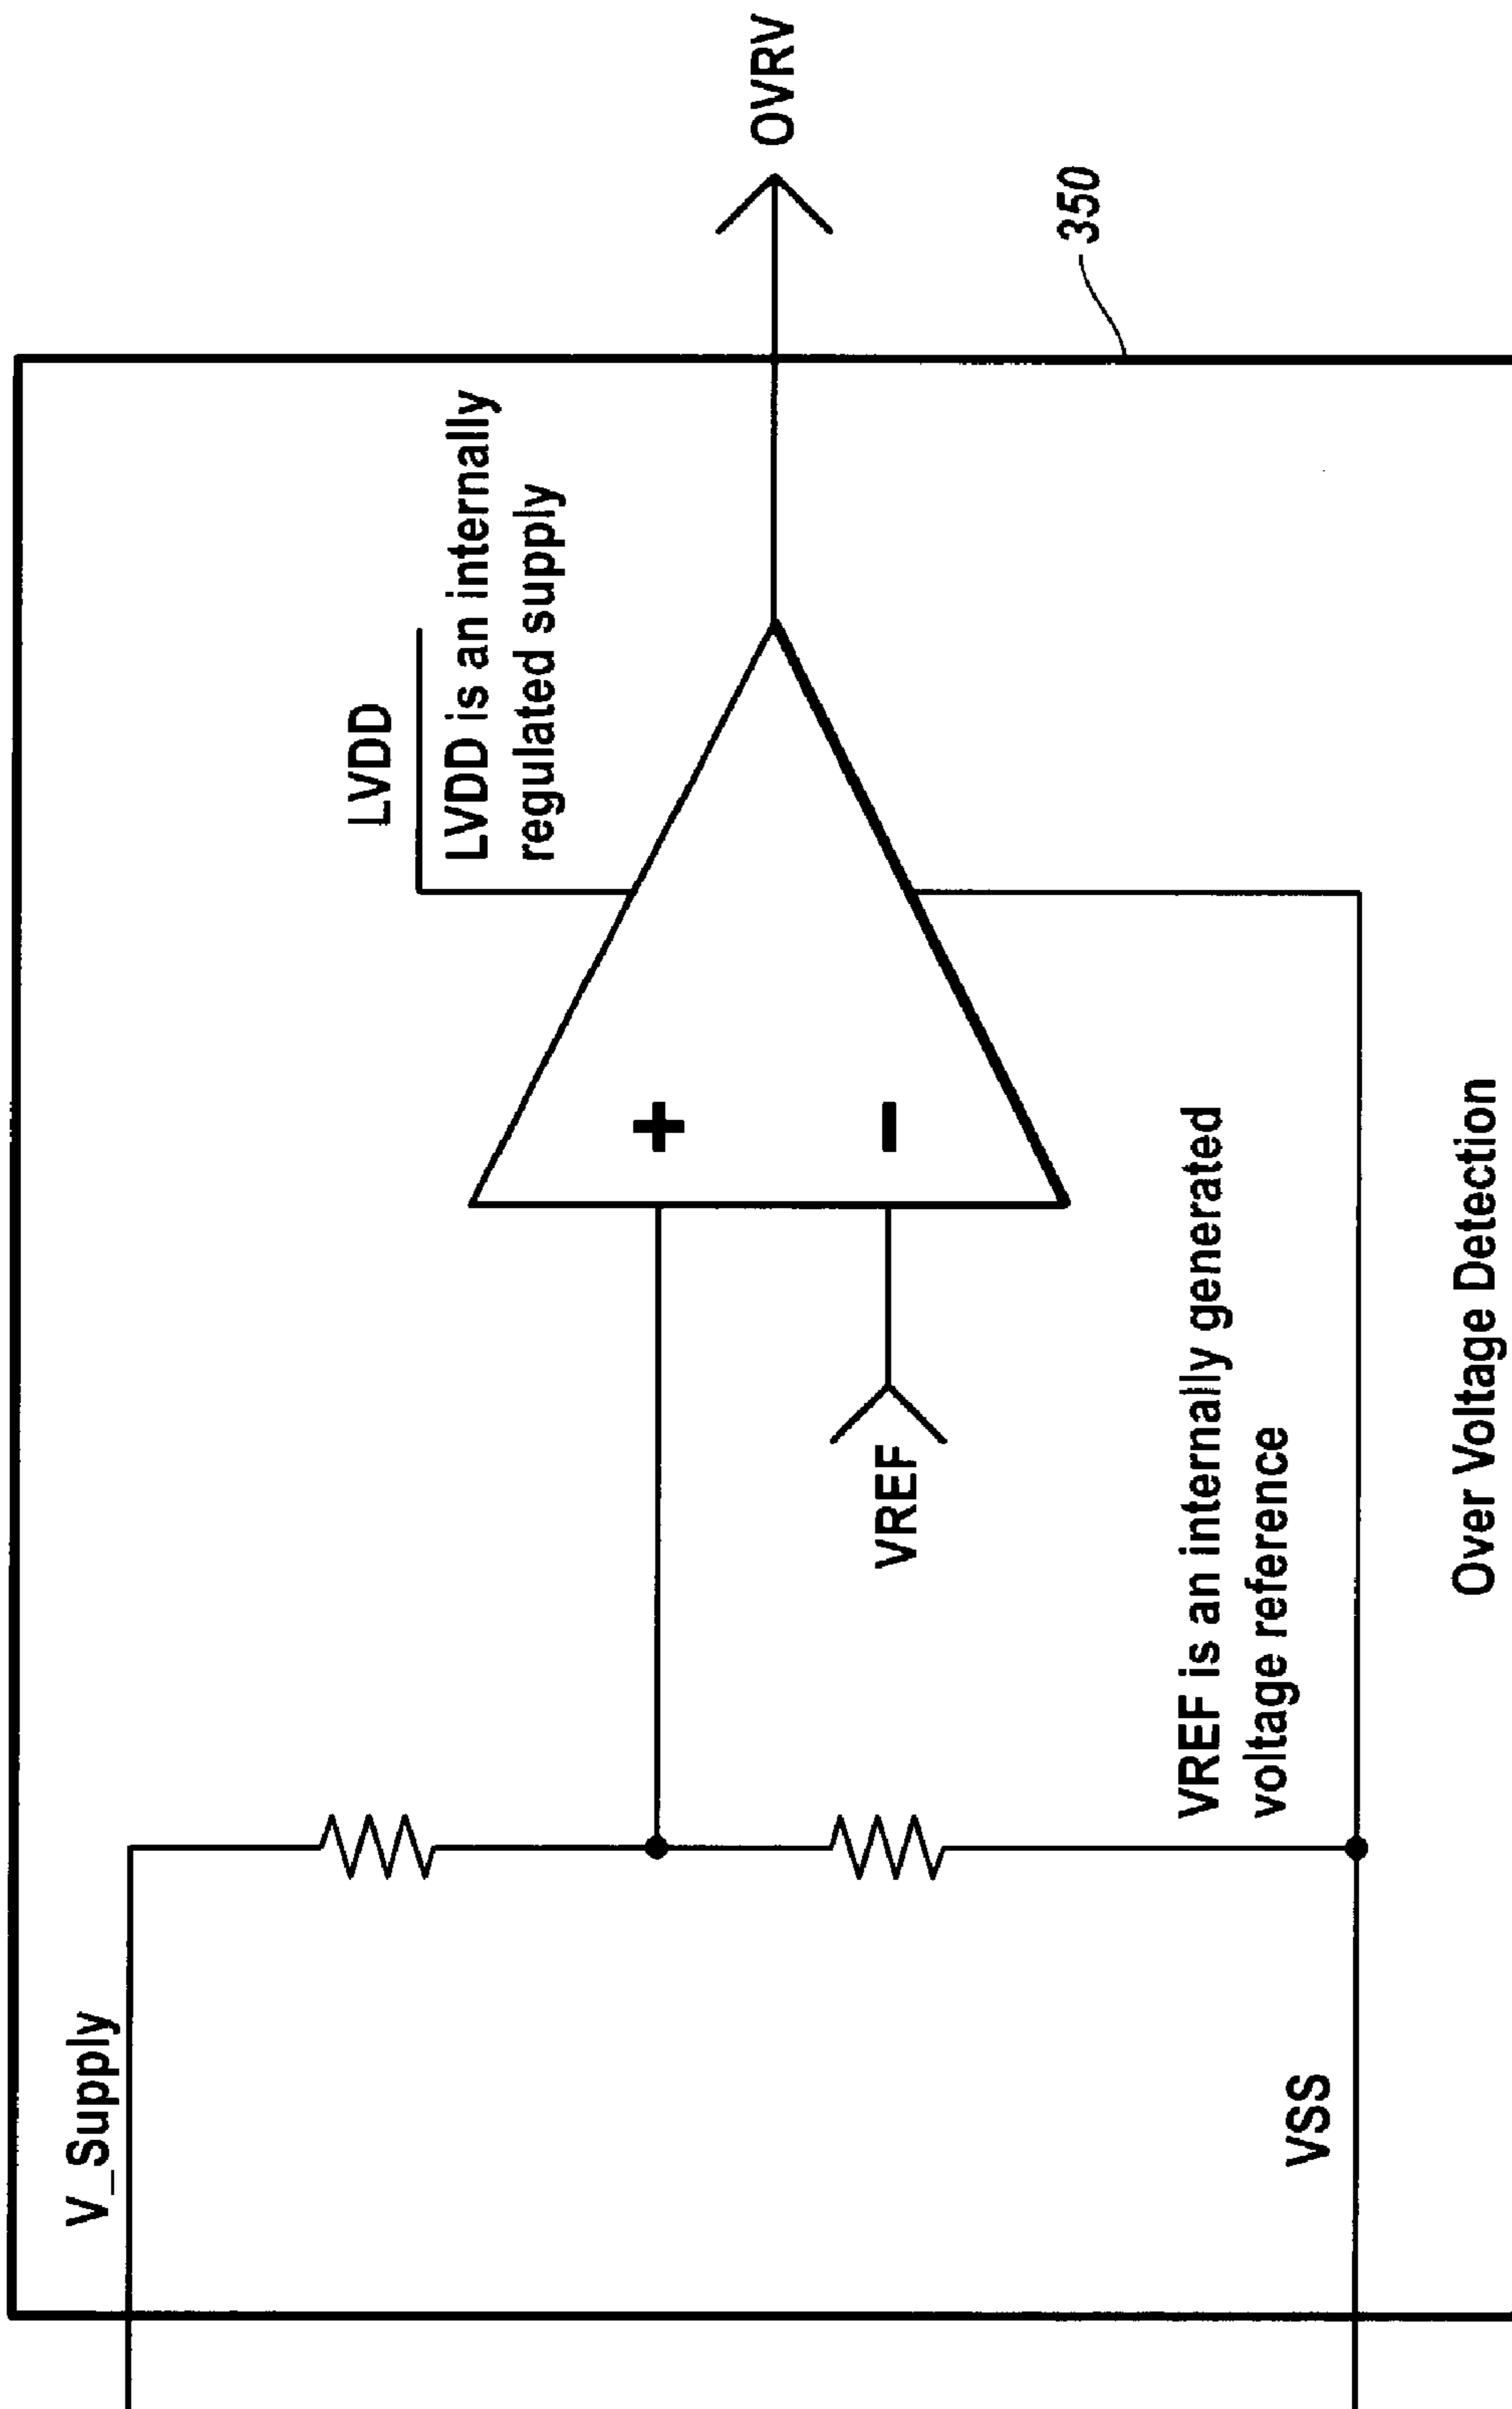 V_Supply
LVDD
LVDD is an internally
regulated supply
OVRV
+
−
VREF
350
VREF is an internally generated
voltage reference
VSS
Over Voltage Detection